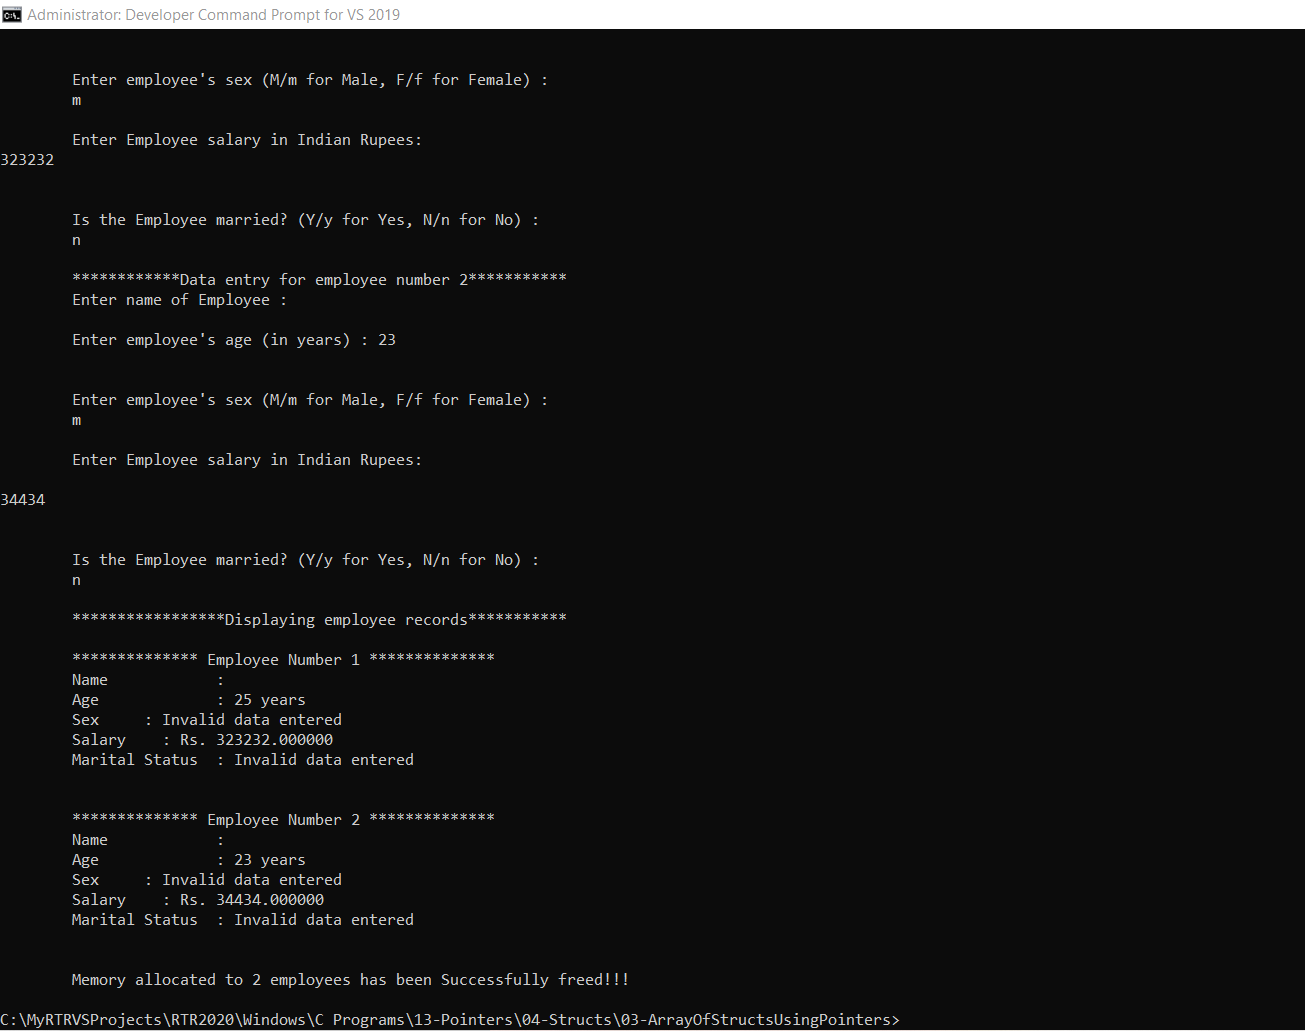 Administrator: Developer Command Prompt for VS 2019
Enter employee's sex (M/m for Male, F/f for Female) :
m
Enter Employee salary in Indian Rupees:
323232
Is the Employee married? (Y/y for Yes, N/n for No) :
n
************Data entry for employee number 2***********
Enter name of Employee :
Enter employee's age (in years) : 23
Enter employee's sex (M/m for Male, F/f for Female) :
m
Enter Employee salary in Indian Rupees:
34434
Is the Employee married? (Y/y for Yes, N/n for No) :
n
*****************Displaying employee records***********
************** Employee Number 1 **************
Name            :
Age             : 25 years
Sex     : Invalid data entered
Salary    : Rs. 323232.000000
Marital Status  : Invalid data entered
************** Employee Number 2 **************
Name            :
Age             : 23 years
Sex     : Invalid data entered
Salary    : Rs. 34434.000000
Marital Status  : Invalid data entered
Memory allocated to 2 employees has been Successfully freed!!!
C:\MyRTRVSProjects\RTR2020\Windows\C Programs\13-Pointers\04-Structs\03-ArrayOfStructsUsingPointers>